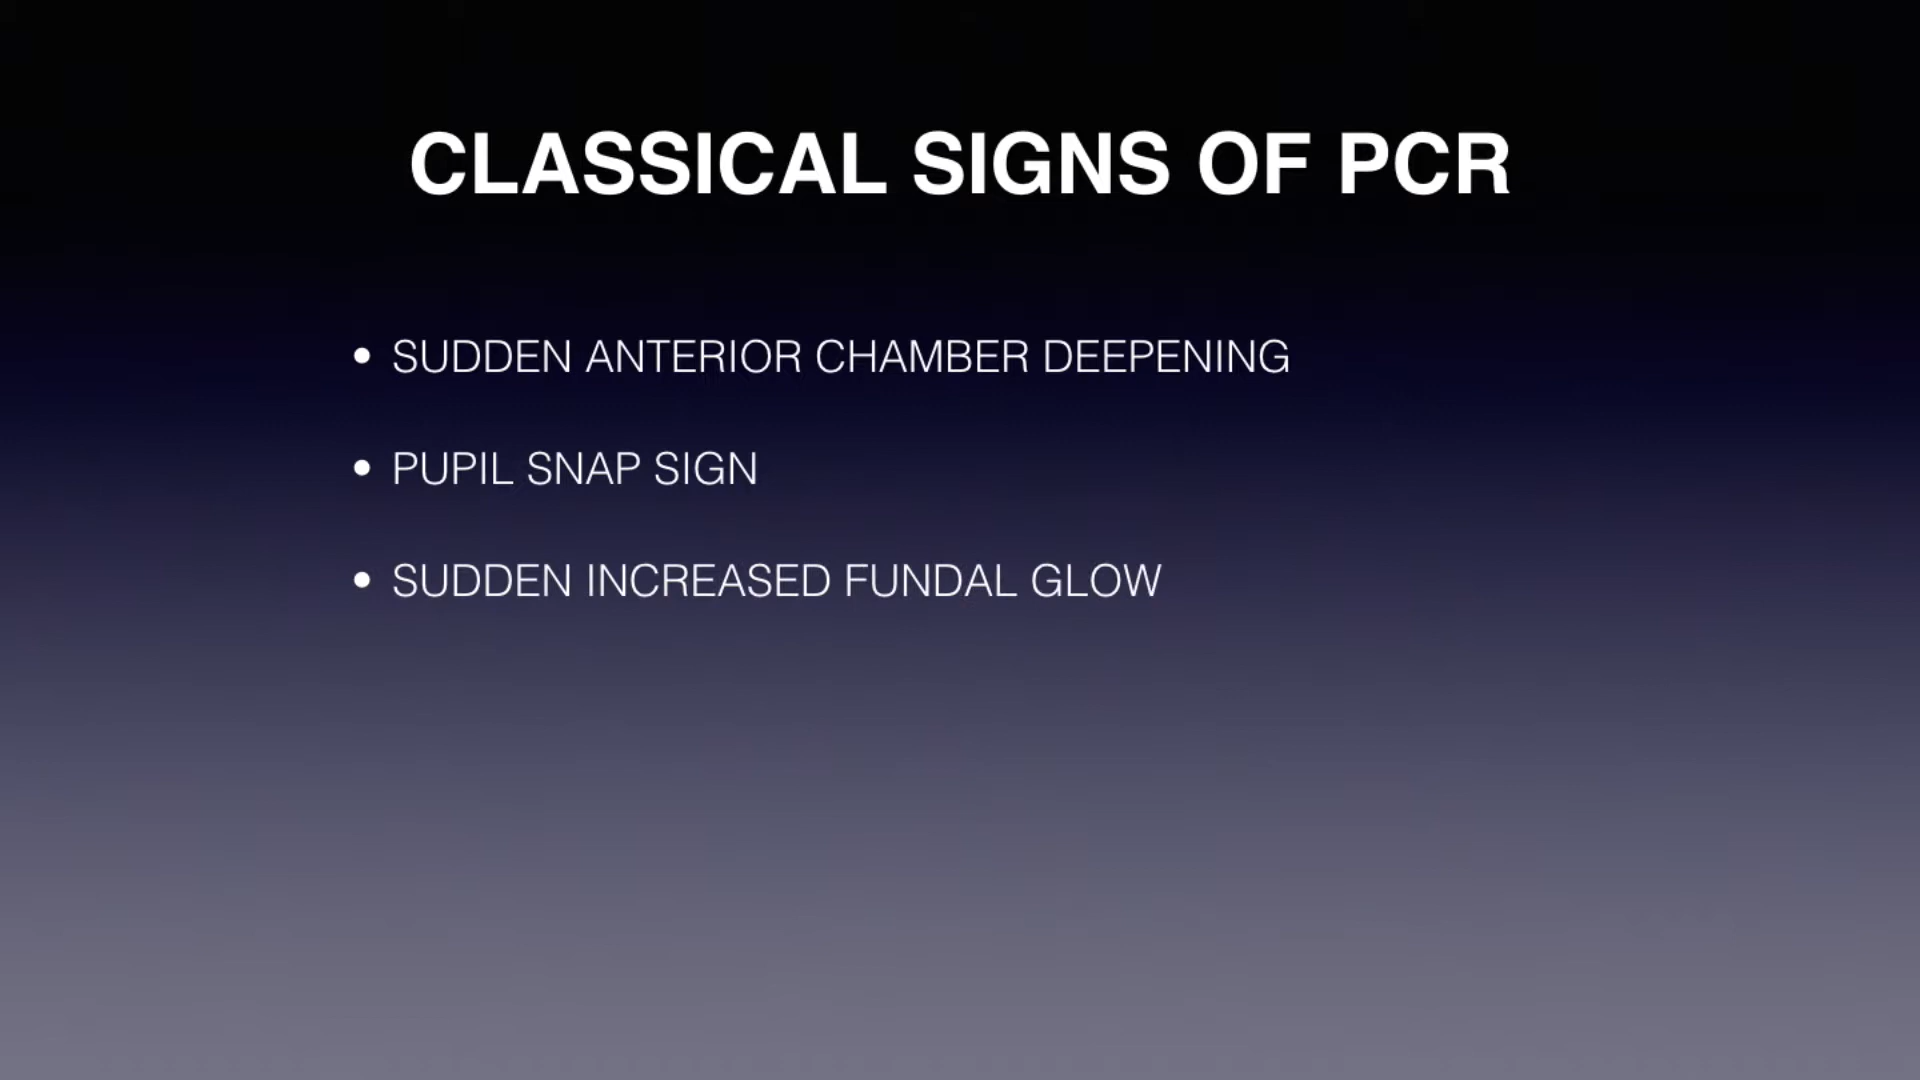 CLASSICAL SIGNS OF PCR
• SUDDEN ANTERIOR CHAMBER DEEPENING
• PUPIL SNAP SIGN
• SUDDEN INCREASED FUNDAL GLOW